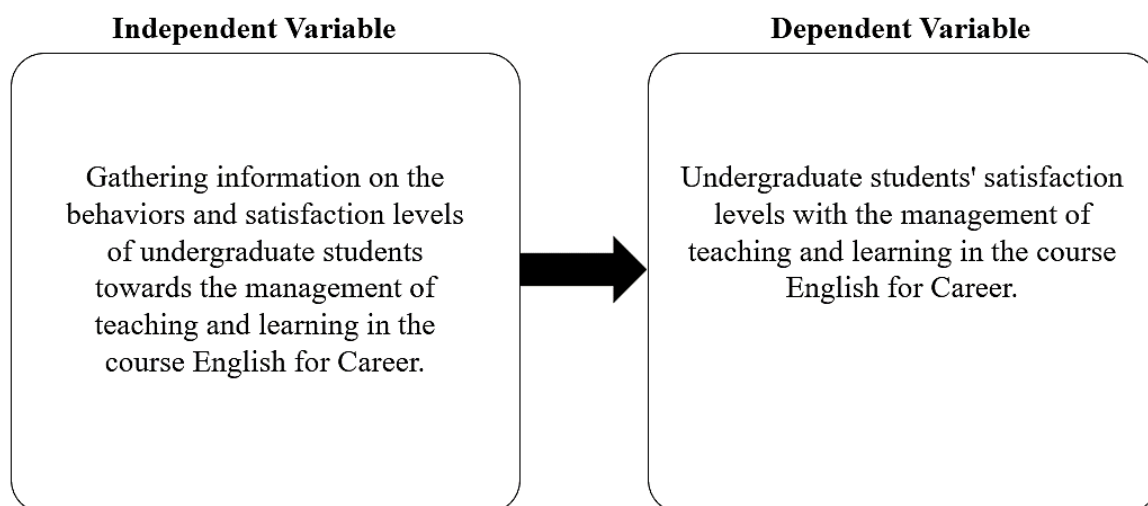 Independent Variable
Gathering information on the
behaviors and satisfaction levels
of undergraduate students
towards the management of
teaching and learning in the
course English for Career.
Dependent Variable
Undergraduate students' satisfaction
levels with the management of
teaching and learning in the course
English for Career.